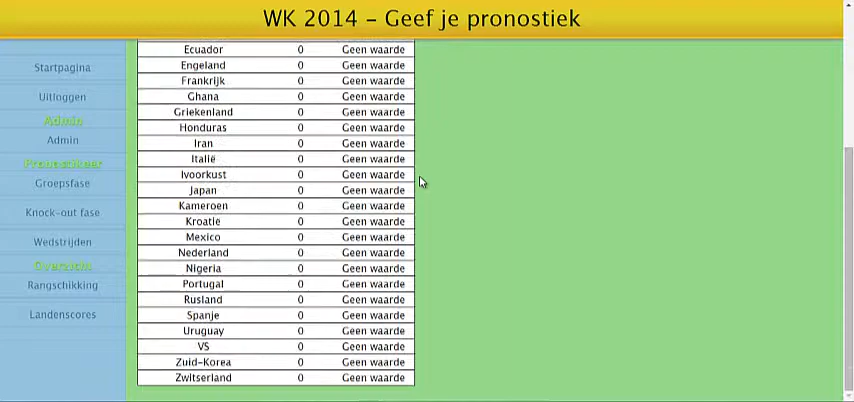 WK 2014 - Geef je pronostiek
Startpagina
Uitloggen
Admin
Admin
Pronostikeer
Groepsfase
Knock-out fase
Wedstrijden
Overzicht
Rangschikking
Landenscores
Ecuador 0 Geen waarde
Engeland 0 Geen waarde
Frankrijk 0 Geen waarde
Ghana 0 Geen waarde
Griekenland 0 Geen waarde
Honduras 0 Geen waarde
Iran 0 Geen waarde
Italië 0 Geen waarde
Ivoorkust 0 Geen waarde
Japan 0 Geen waarde
Kameroen 0 Geen waarde
Kroatie 0 Geen waarde
Mexico 0 Geen waarde
Nederland 0 Geen waarde
Nigeria 0 Geen waarde
Portugal 0 Geen waarde
Rusland 0 Geen waarde
Spanje 0 Geen waarde
Uruguay 0 Geen waarde
VS 0 Geen waarde
Zuid-Korea 0 Geen waarde
Zwitserland 0 Geen waarde